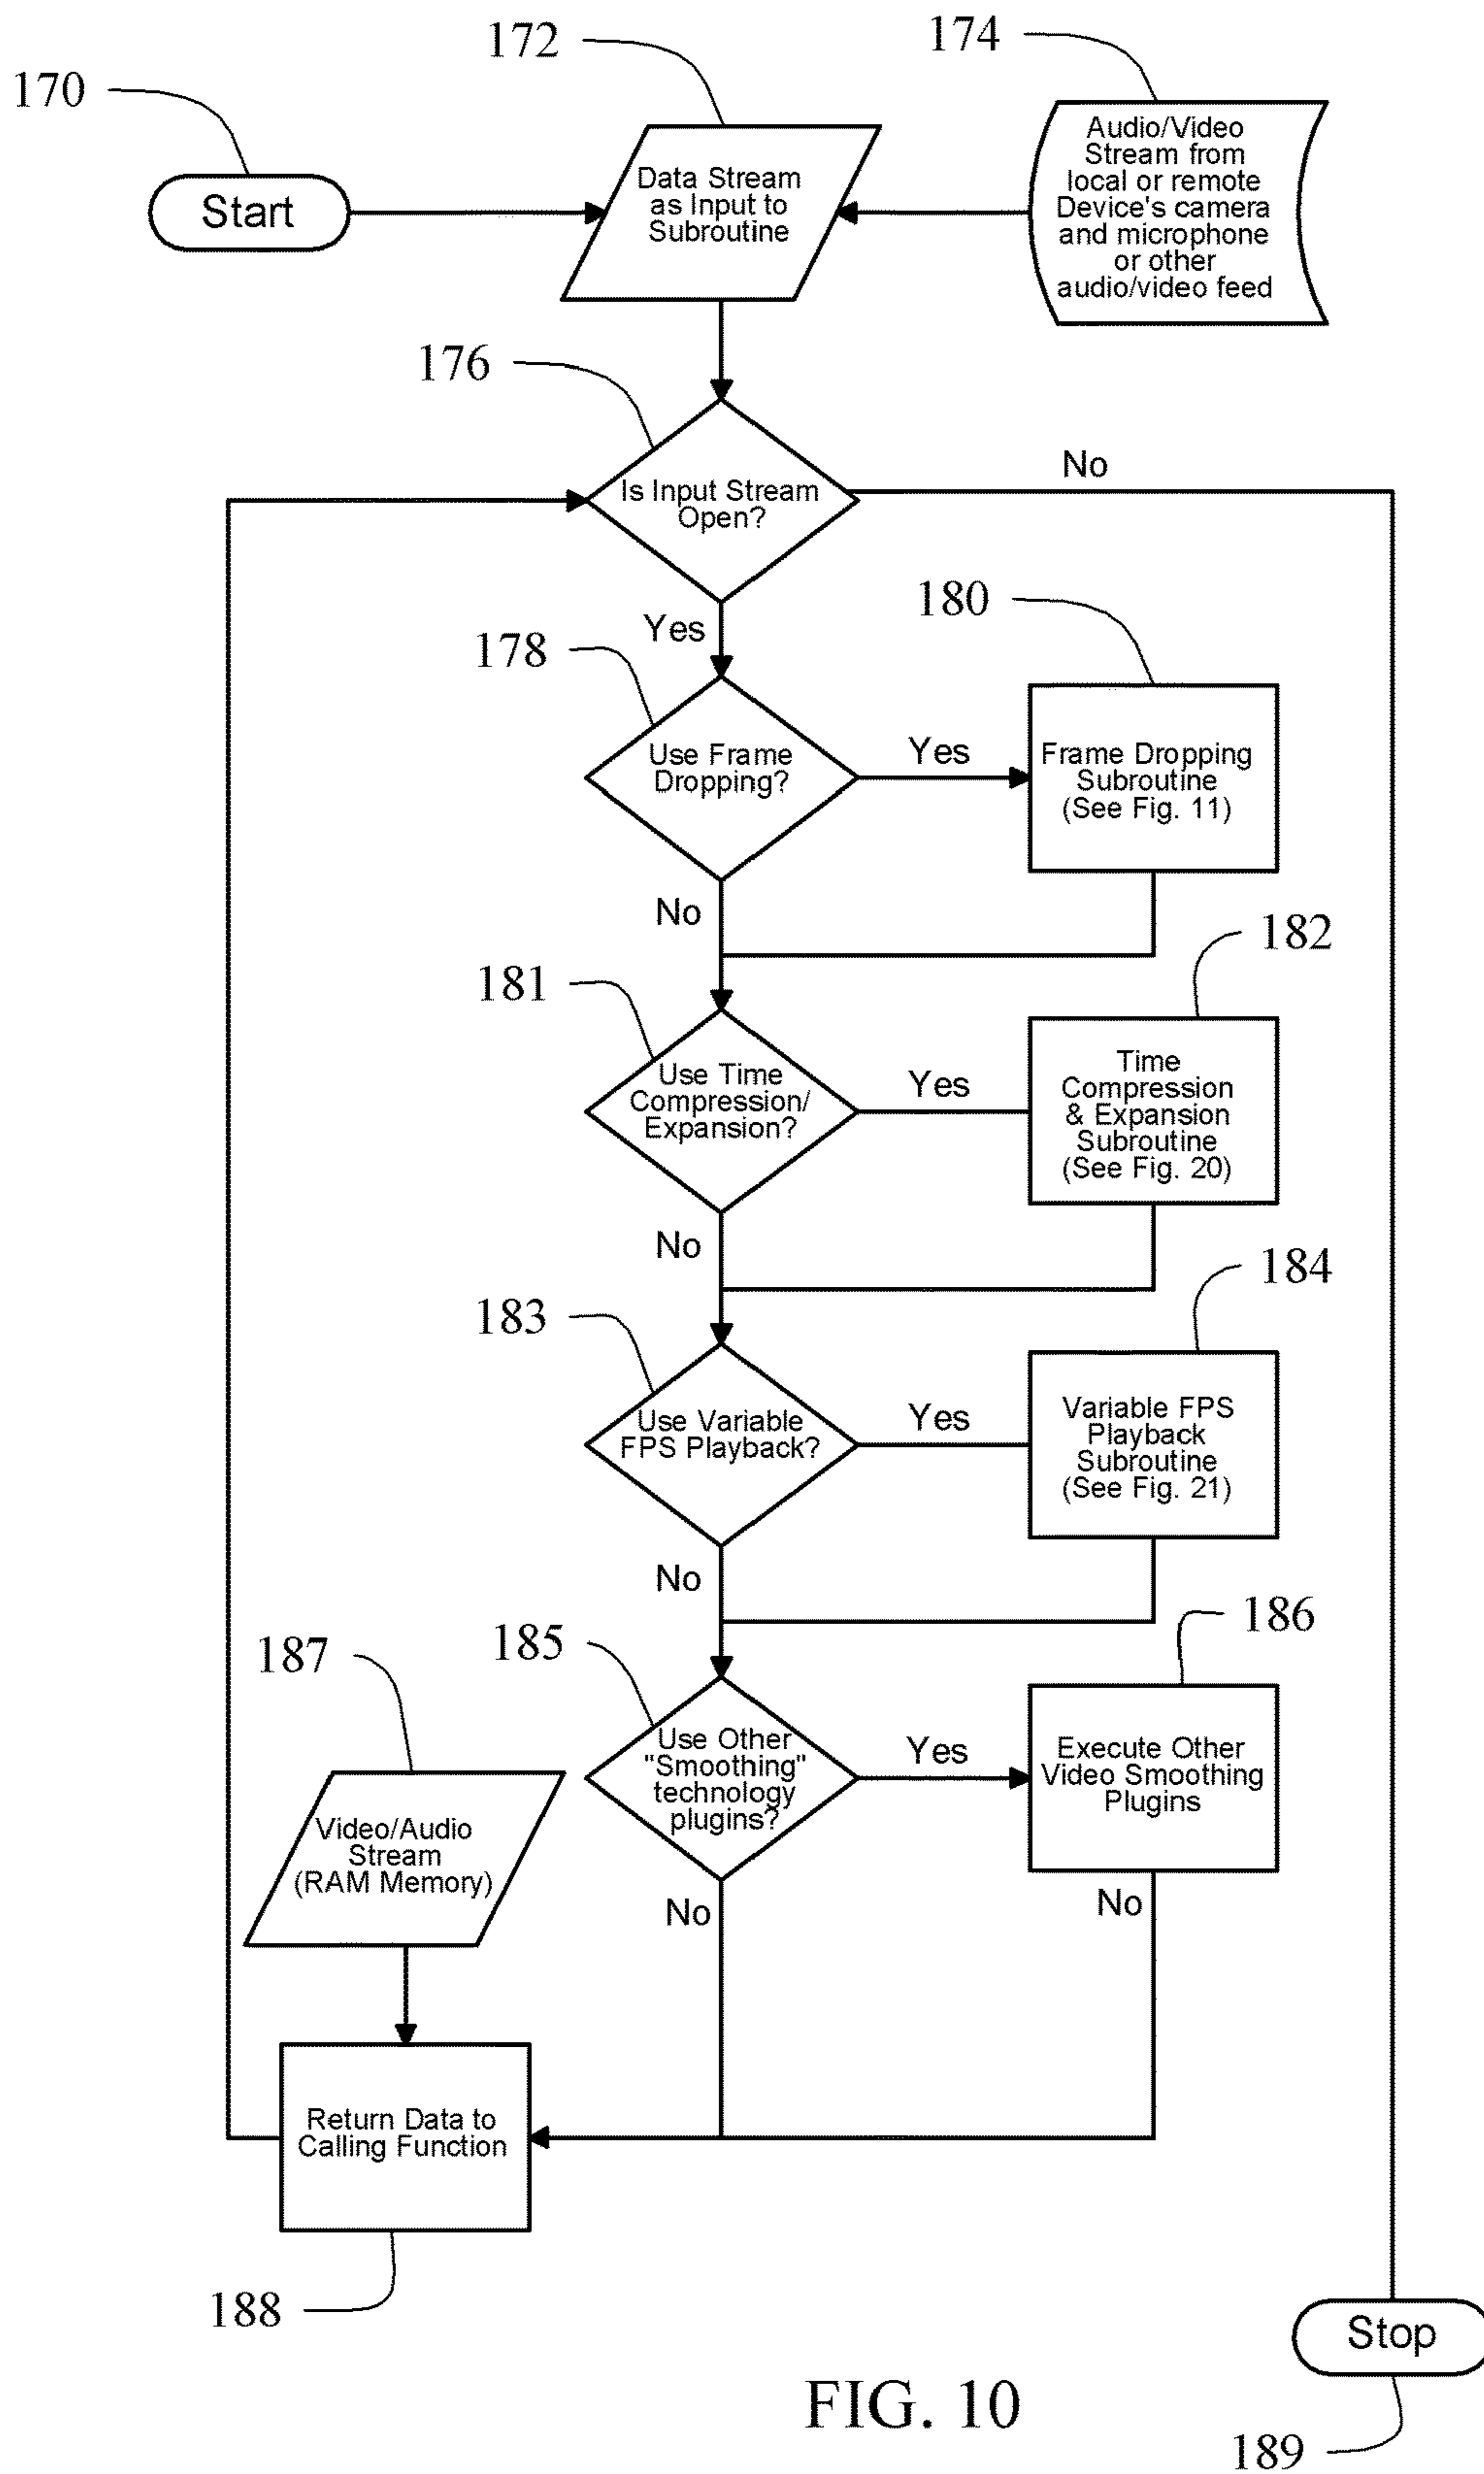 172
174
170
Start
Data Stream
as Input to
Subroutine
Audio/Video
Stream from
local or remote
Device's camera
and microphone
or other
audio/video feed
176
Is Input Stream
Open?
No
Yes
178
180
Use Frame
Dropping?
Yes
Frame Dropping
Subroutine
(See Fig. 11)
No
181
182
Use Time
Compression/
Expansion?
Yes
Time
Compression
& Expansion
Subroutine
(See Fig. 20)
No
183
184
Use Variable
FPS Playback?
Yes
Variable FPS
Playback
Subroutine
(See Fig. 21)
No
185
186
187
Use Other
"Smoothing"
technology
plugins?
Yes
Execute Other
Video Smoothing
Plugins
Video/Audio
Stream
(RAM Memory)
No
No
Return Data to
Calling Function
188
Stop
189
FIG. 10